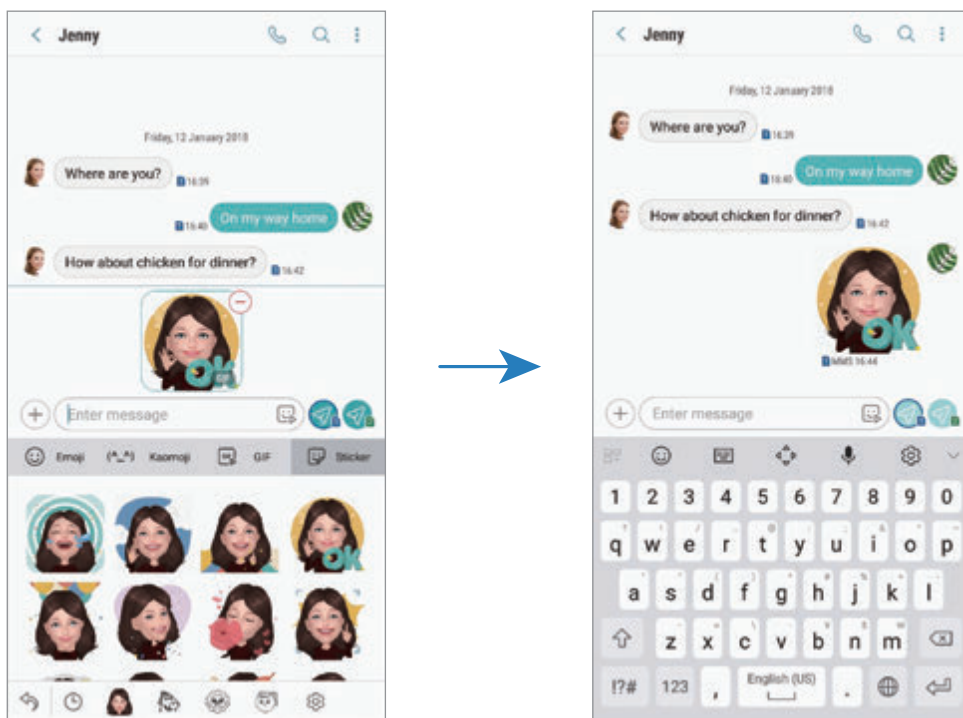 Jenny
Friday, 12 January 2018
Where are you?
16:39
On my way home
16:40
How about chicken for dinner?
16:42
Ok
GIF
Enter message
Emoji
(^_^) Kaomoji
GIF
Sticker
OK
Jenny
Friday, 12 January 2018
Where are you?
16:39
On my way home
16:40
How about chicken for dinner?
16:42
Ok
MMS 16:44
Enter message
1 2 3 4 5 6 7 8 9 0
q w e r t y u i o p
a s d f g h j k l
z x c v b n m
!?# 123 , English (US) .